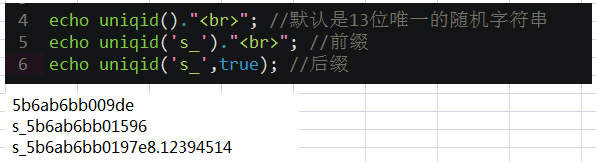 4 echo uniqid()."<br>"; //默认是13位唯一的随机字符串
5 echo uniqid('s_')."<br>"; //前缀
6 echo uniqid('s_',true); //后缀
5b6ab6bb009de
s_5b6ab6bb01596
s_5b6ab6bb0197e8.12394514